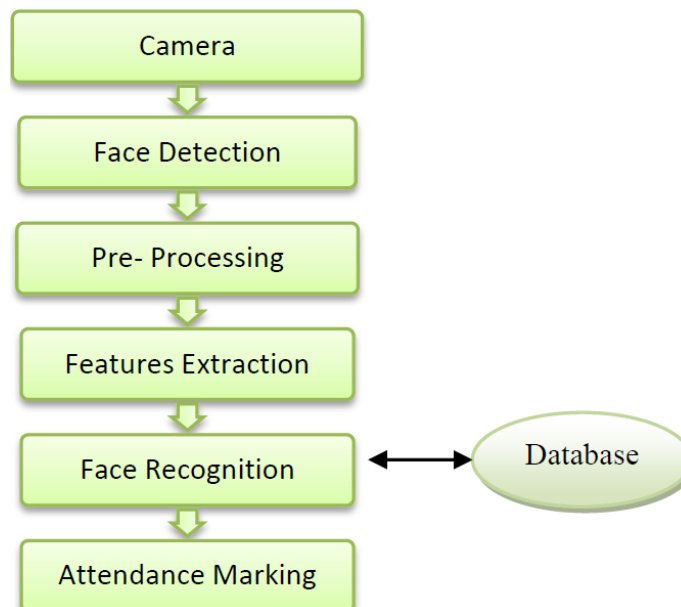 Camera
Face Detection
Pre- Processing
Features Extraction
Face Recognition
Database
Attendance Marking